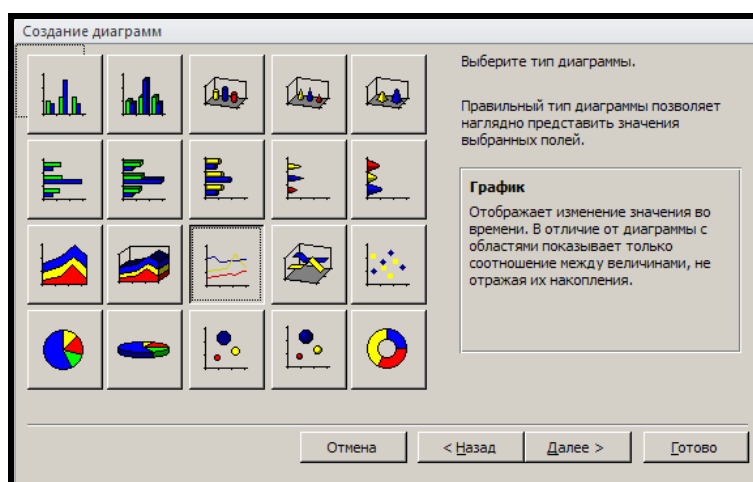 Создание диаграмм
Выберите тип диаграммы.
Правильный тип диаграммы позволяет
наглядно представить значения
выбранных полей.
График
Отображает изменение значения во
времени. В отличие от диаграммы с
областями показывает только
соотношение между величинами, не
отражая их накопления.
Отмена
< Назад
Далее >
Готово